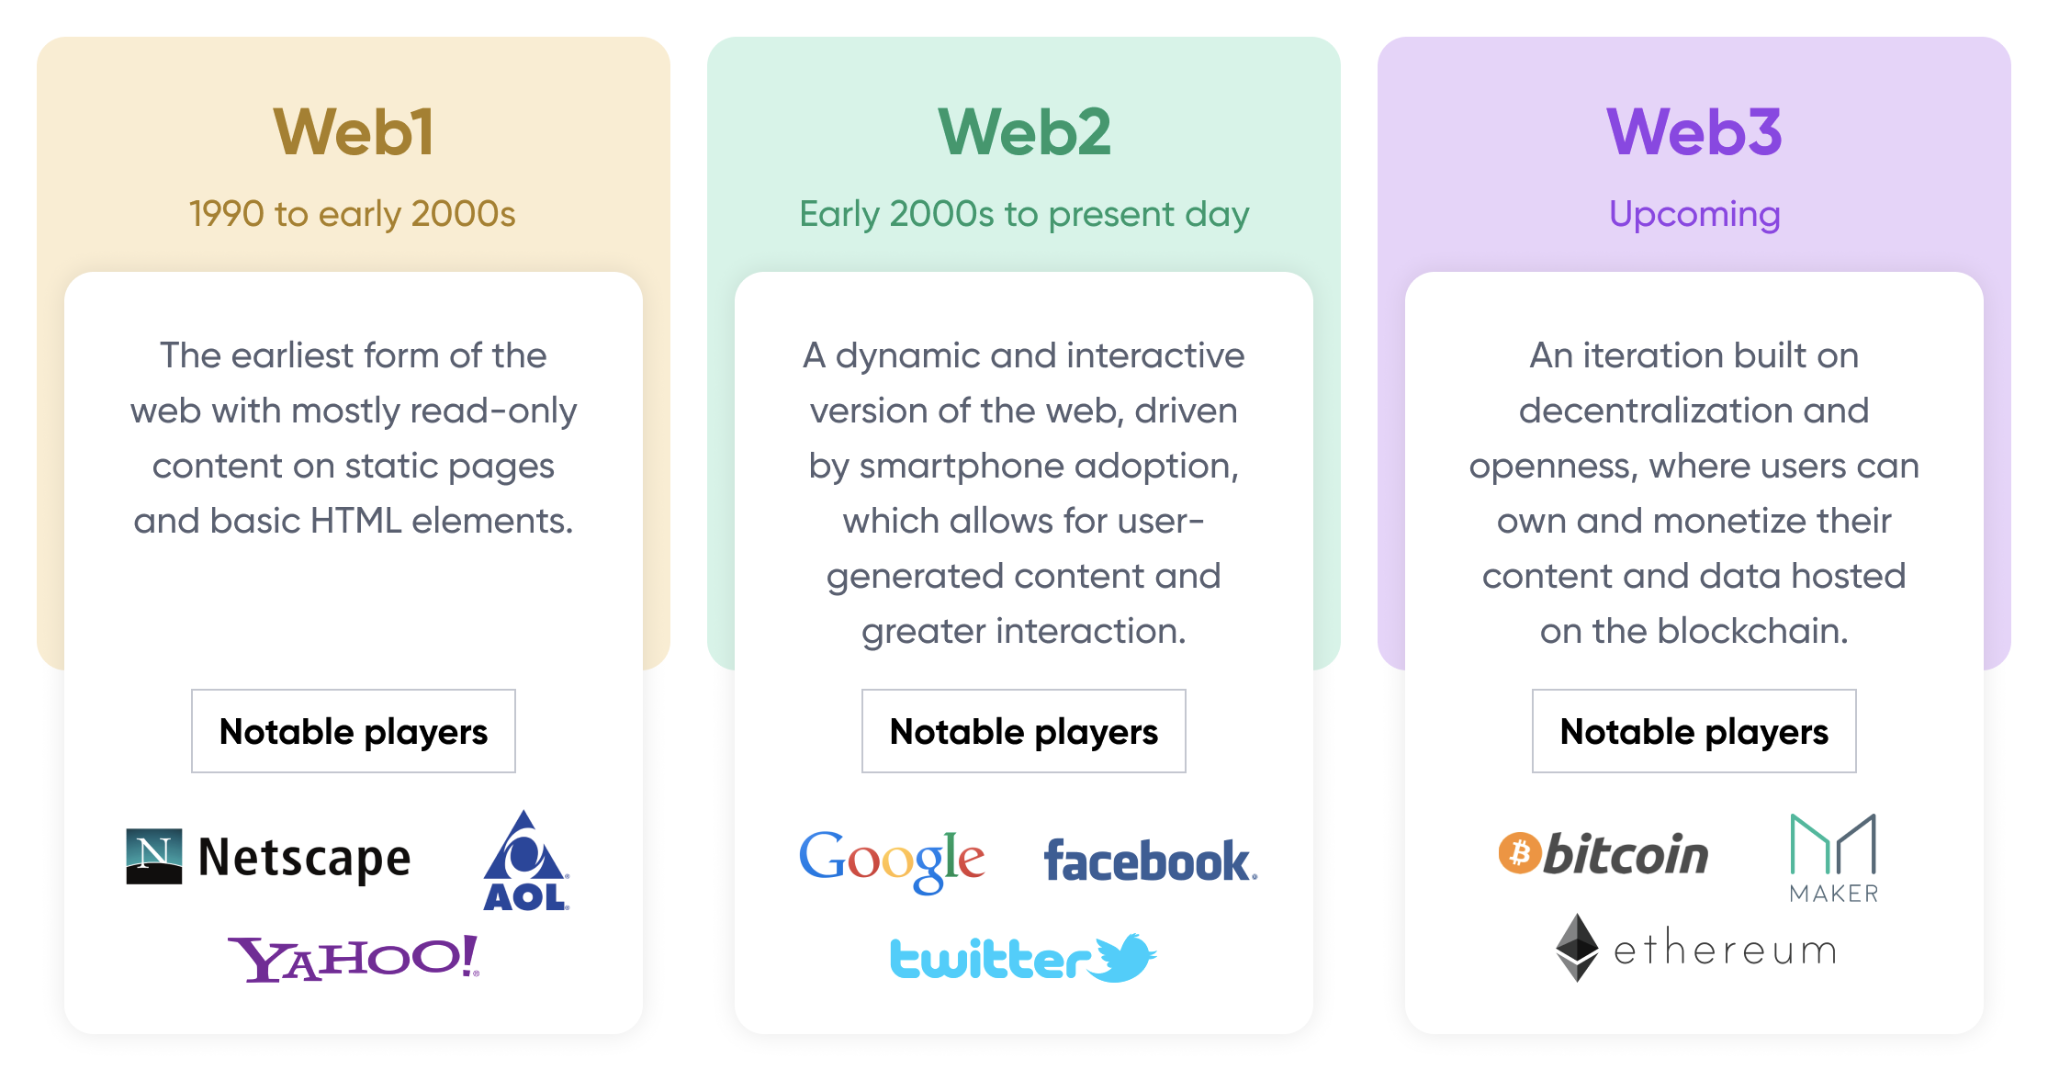 Web1
1990 to early 2000s
The earliest form of the
web with mostly read-only
content on static pages
and basic HTML elements.
Notable players
N Netscape
AOL
YAHOO!
Web2
Early 2000s to present day
A dynamic and interactive
version of the web, driven
by smartphone adoption,
which allows for user-
generated content and
greater interaction.
Notable players
Google
facebook
twitter
Web3
Upcoming
An iteration built on
decentralization and
openness, where users can
own and monetize their
content and data hosted
on the blockchain.
Notable players
bitcoin
MAKER
ethereum